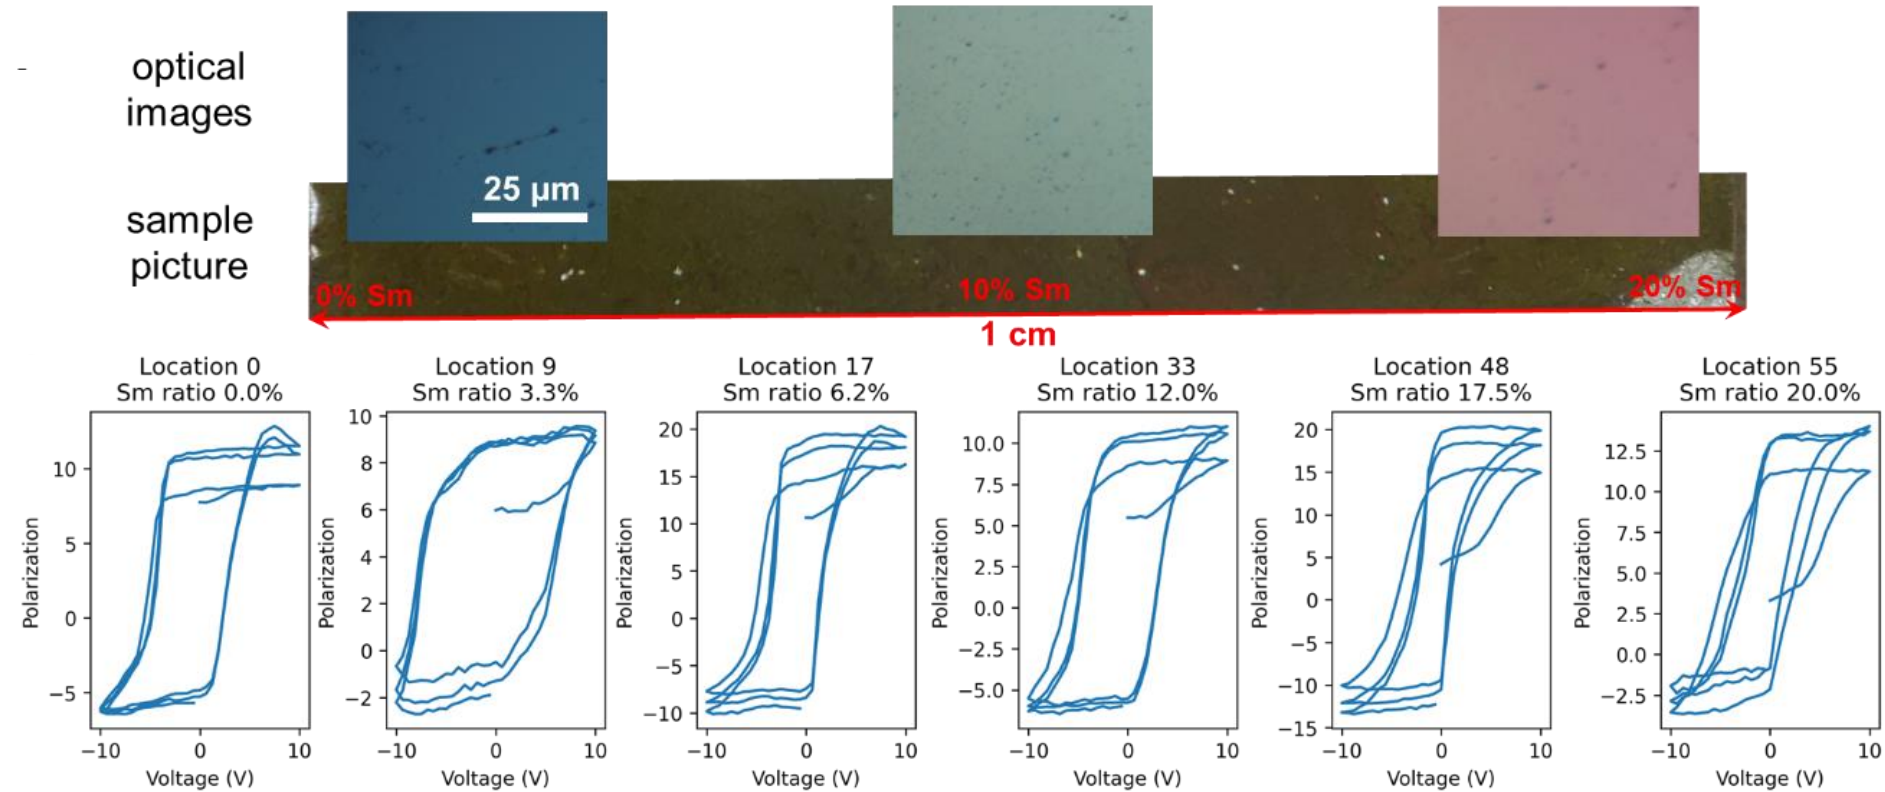 optical
images
25 µm
sample
picture
0% Sm
10% Sm
20% Sm
1 cm
Location 0
Sm ratio 0.0%
Polarization
10
5
0
−5
−10
0
10
Voltage (V)
Location 9
Sm ratio 3.3%
Polarization
10
8
6
4
2
0
−2
−10
0
10
Voltage (V)
Location 17
Sm ratio 6.2%
Polarization
20
15
10
5
0
−5
−10
−10
0
10
Voltage (V)
Location 33
Sm ratio 12.0%
Polarization
10.0
7.5
5.0
2.5
0.0
−2.5
−5.0
−10
0
10
Voltage (V)
Location 48
Sm ratio 17.5%
Polarization
20
15
10
5
0
−5
−10
−15
−10
0
10
Voltage (V)
Location 55
Sm ratio 20.0%
Polarization
12.5
10.0
7.5
5.0
2.5
0.0
−2.5
−10
0
10
Voltage (V)